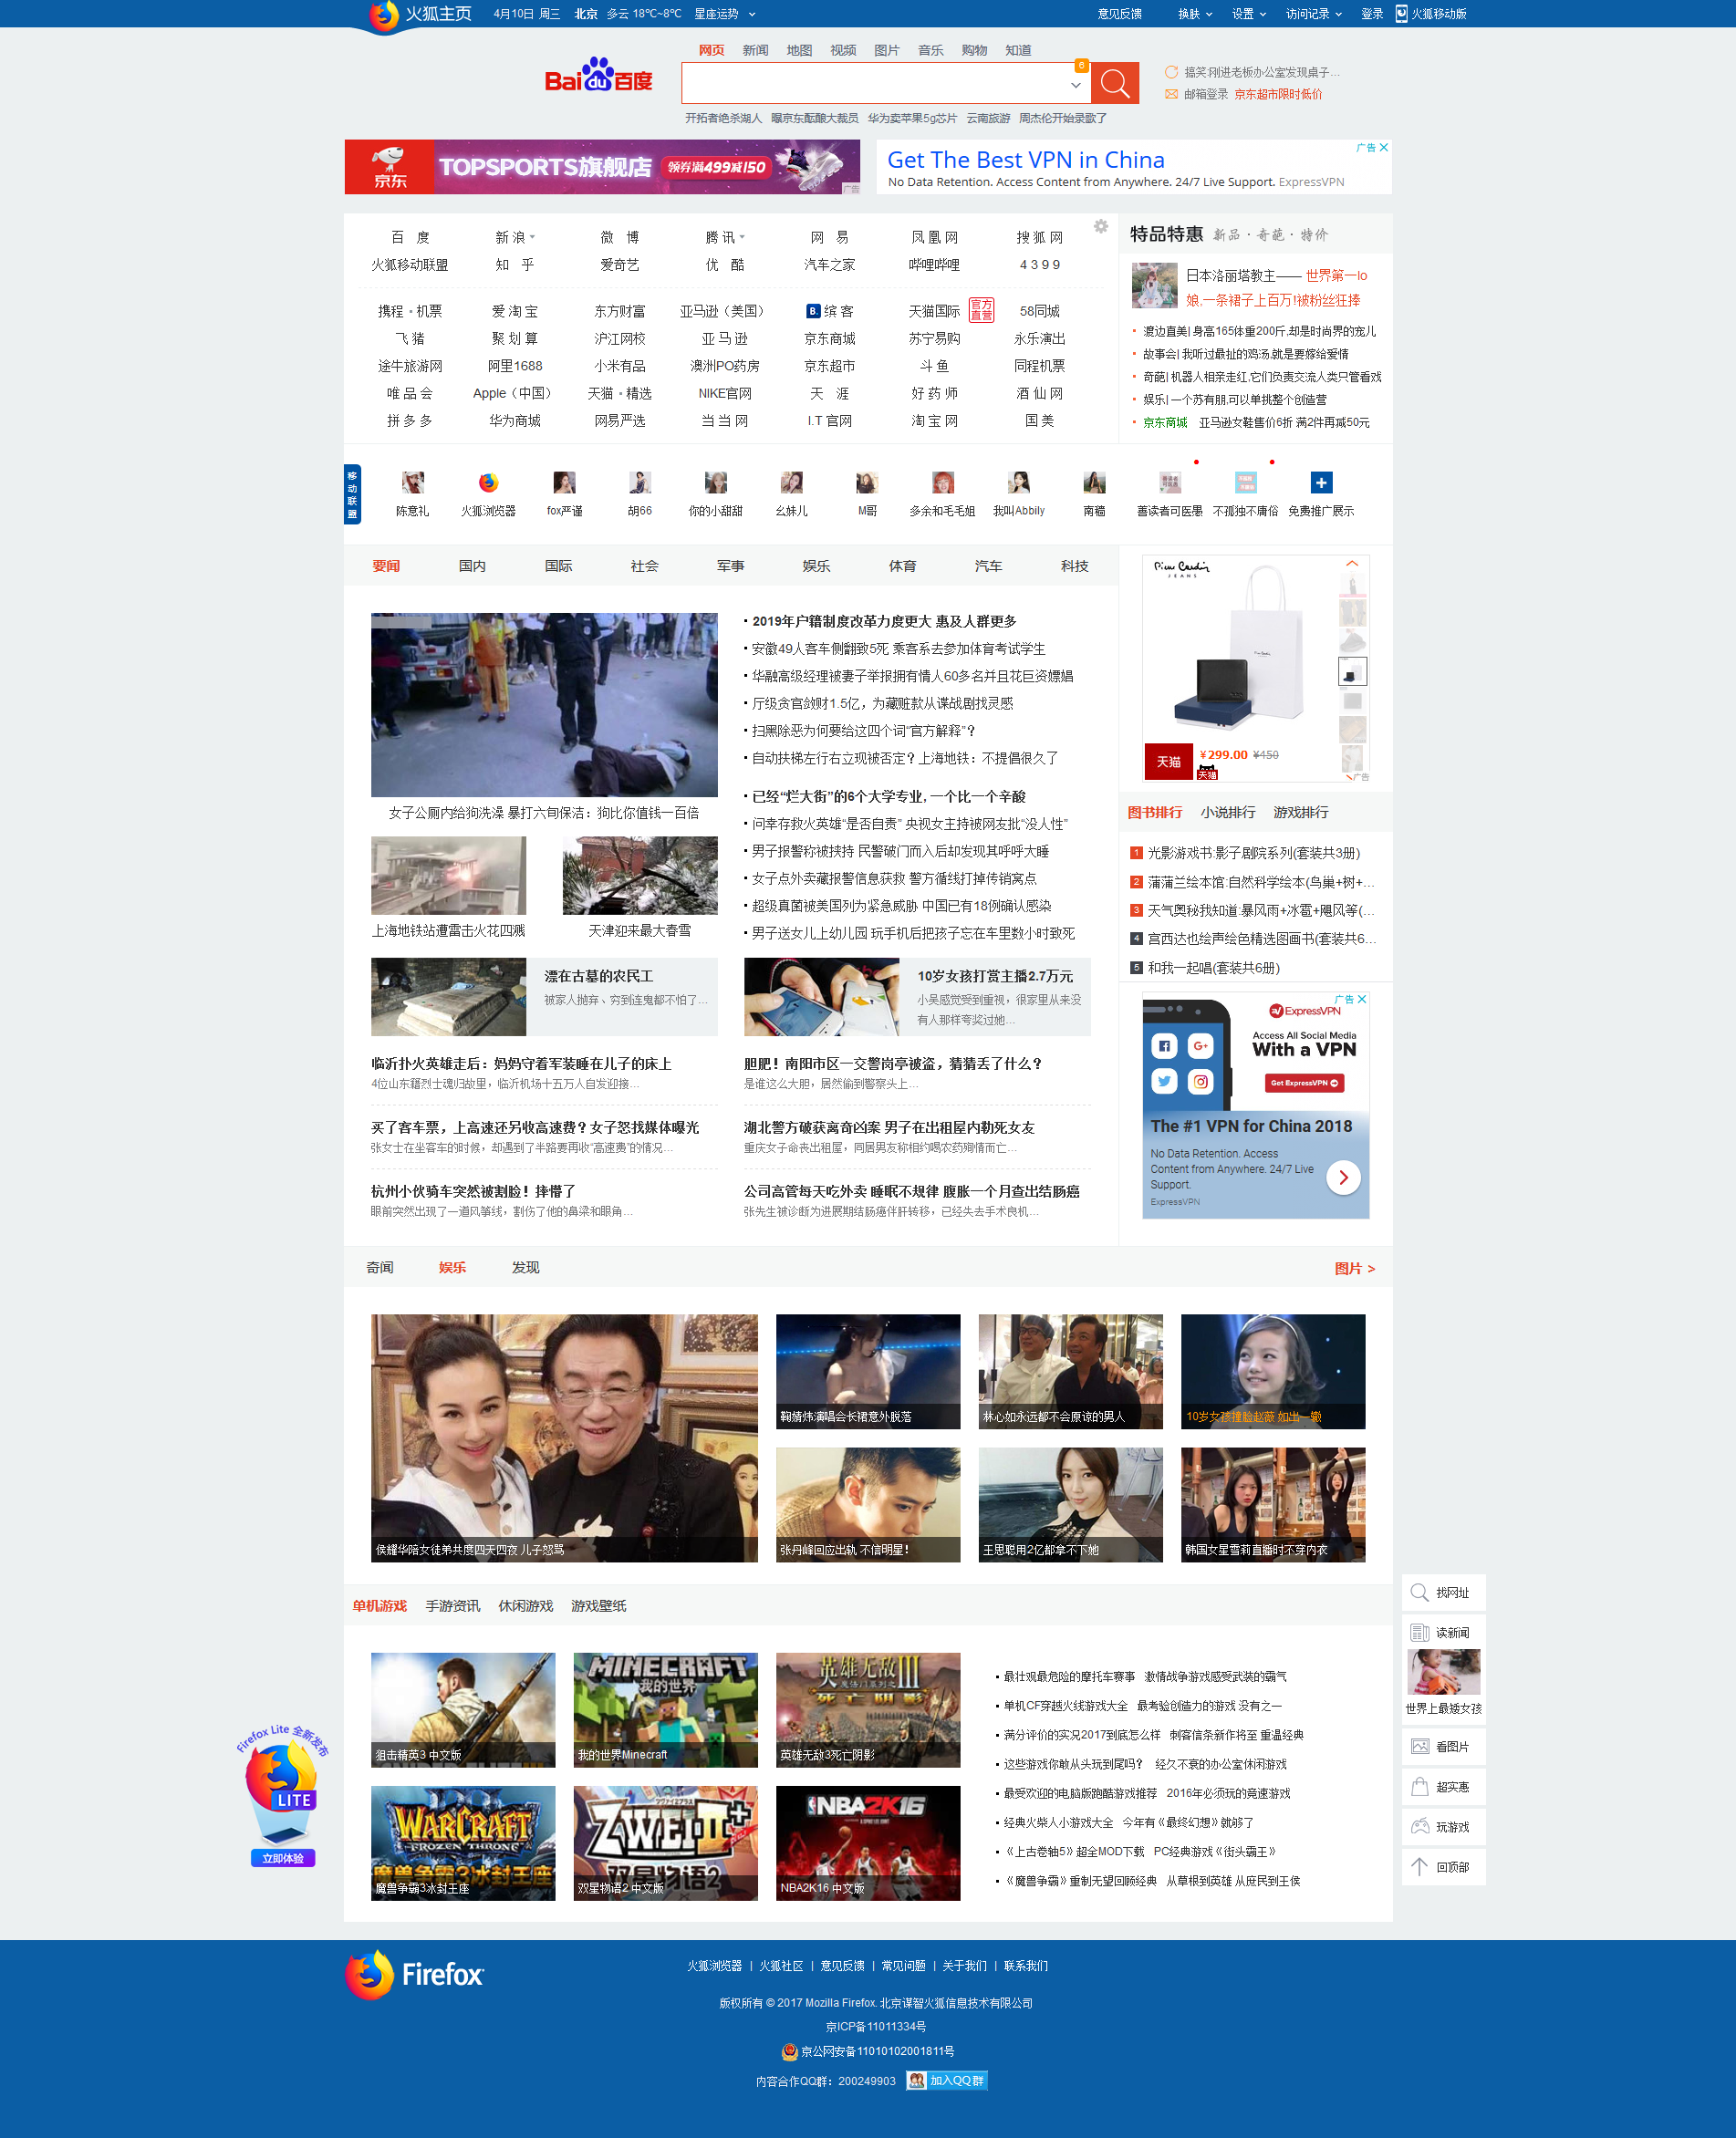 火狐主页 4月10日 周三 北京 多云 18℃~8℃ 星座运势 意见反馈 换肤 设置 访问记录 登录 火狐移动版
网页 新闻 地图 视频 图片 音乐 购物 知道
Bai du 百度
6
搞笑:刚进老板办公室发现桌子...
邮箱登录 京东超市限时低价
开拓者绝杀湖人 曝京东酝酿大裁员 华为卖苹果5g芯片 云南旅游 周杰伦开始录歌了
京东 TOPSPORTS旗舰店 领券满499减150 广告
Get The Best VPN in China 广告
No Data Retention. Access Content from Anywhere. 24/7 Live Support. ExpressVPN
百 度 新 浪 微 博 腾 讯 网 易 凤 凰 网 搜 狐 网
火狐移动联盟 知 乎 爱奇艺 优 酷 汽车之家 哔哩哔哩 4 3 9 9
携程·机票 爱 淘 宝 东方财富 亚马逊（美国） B. 缤 客 天猫国际 官方直营 58同城
飞 猪 聚 划 算 沪江网校 亚 马 逊 京东商城 苏宁易购 永乐演出
途牛旅游网 阿里1688 小米有品 澳洲PO药房 京东超市 斗 鱼 同程机票
唯 品 会 Apple（中国） 天猫·精选 NIKE官网 天 涯 好 药 师 酒 仙 网
拼 多 多 华为商城 网易严选 当 当 网 I.T 官网 淘 宝 网 国 美
特品特惠 新品·奇葩·特价
日本洛丽塔教主—— 世界第一lo
娘,一条裙子上百万!被粉丝狂捧
渡边直美| 身高165体重200斤,却是时尚界的宠儿
故事会| 我听过最扯的鸡汤,就是要嫁给爱情
奇葩| 机器人相亲走红,它们负责交流人类只管看戏
娱乐| 一个苏有朋,可以单挑整个创造营
京东商城 亚马逊女鞋售价6折 满2件再减50元
移动联盟
陈意礼 火狐浏览器 fox严谨 胡66 你的小甜甜 幺妹儿 M哥 多余和毛毛姐 我叫Abbily 南穑 善读者可医愚 不孤独不庸俗 免费推广展示
要闻 国内 国际 社会 军事 娱乐 体育 汽车 科技
女子公厕内给狗洗澡 暴打六旬保洁：狗比你值钱一百倍
上海地铁站遭雷击火花四溅
天津迎来最大春雪
2019年户籍制度改革力度更大 惠及人群更多
安徽49人客车侧翻致5死 乘客系去参加体育考试学生
华融高级经理被妻子举报拥有情人60多名并且花巨资嫖娼
厅级贪官敛财1.5亿，为藏赃款从谍战剧找灵感
扫黑除恶为何要给这四个词“官方解释”？
自动扶梯左行右立现被否定？上海地铁：不提倡很久了
已经“烂大街”的6个大学专业, 一个比一个辛酸
问幸存救火英雄“是否自责” 央视女主持被网友批“没人性”
男子报警称被挟持 民警破门而入后却发现其呼呼大睡
女子点外卖藏报警信息获救 警方循线打掉传销窝点
超级真菌被美国列为紧急威胁 中国已有18例确认感染
男子送女儿上幼儿园 玩手机后把孩子忘在车里数小时致死
漂在古墓的农民工
被家人抛弃、穷到连鬼都不怕了...
10岁女孩打赏主播2.7万元
小吴感觉受到重视，很家里从来没
有人那样夸奖过她...
临沂扑火英雄走后：妈妈守着军装睡在儿子的床上
4位山东籍烈士魂归故里，临沂机场十五万人自发迎接...
胆肥！南阳市区一交警岗亭被盗，猜猜丢了什么？
是谁这么大胆，居然偷到警察头上...
买了客车票，上高速还另收高速费？女子怒找媒体曝光
张女士在坐客车的时候，却遇到了半路要再收“高速费”的情况...
湖北警方破获离奇凶案 男子在出租屋内勒死女友
重庆女子命丧出租屋，同居男友称相约喝农药殉情而亡...
杭州小伙骑车突然被割脸！摔懵了
眼前突然出现了一道风筝线，割伤了他的鼻梁和眼角...
公司高管每天吃外卖 睡眠不规律 腹胀一个月查出结肠癌
张先生被诊断为进展期结肠癌伴肝转移，已经失去手术良机...
Pierre Cardin
JEANS
天猫 ¥299.00 ¥450
天猫
广告
图书排行 小说排行 游戏排行
1 光影游戏书:影子剧院系列(套装共3册)
2 蒲蒲兰绘本馆:自然科学绘本(鸟巢+树+...
3 天气奥秘我知道:暴风雨+冰雹+飓风等(...
4 宫西达也绘声绘色精选图画书(套装共6...
5 和我一起唱(套装共6册)
广告
ExpressVPN
Access All Social Media
With a VPN
Get ExpressVPN
The #1 VPN for China 2018
No Data Retention. Access
Content from Anywhere. 24/7 Live
Support.
ExpressVPN
奇闻 娱乐 发现 图片 >
侯耀华陪女徒弟共度四天四夜 儿子怒骂
鞠婧炜演唱会长裙意外脱落
林心如永远都不会原谅的男人
10岁女孩撞脸赵薇 如出一辙
张丹峰回应出轨 不信明星！
王思聪用2亿都拿不下她
韩国女星雪莉直播时不穿内衣
单机游戏 手游资讯 休闲游戏 游戏壁纸
狙击精英3 中文版
MINECRAFT
我的世界
我的世界Minecraft
英雄无敌III
魔法门系列之
死亡阴影
英雄无敌3死亡阴影
WARCRAFT
FROZEN THRONE
魔兽争霸3冰封王座
魔兽争霸3冰封王座
ZWEI II+
双星物语2
双星物语2 中文版
NBA2K16
NBA2K16 中文版
最壮观最危险的摩托车赛事 激情战争游戏感受武装的霸气
单机CF穿越火线游戏大全 最考验创造力的游戏 没有之一
满分评价的实况2017到底怎么样 刺客信条新作将至 重温经典
这些游戏你敢从头玩到尾吗？ 经久不衰的办公室休闲游戏
最受欢迎的电脑版跑酷游戏推荐 2016年必须玩的竞速游戏
经典火柴人小游戏大全 今年有《最终幻想》就够了
《上古卷轴5》超全MOD下载 PC经典游戏《街头霸王》
《魔兽争霸》重制无望回顾经典 从草根到英雄 从庶民到王侯
Firefox Lite 全新发布
LITE
立即体验
找网址
读新闻
世界上最矮女孩
看图片
超实惠
玩游戏
回顶部
Firefox
火狐浏览器 | 火狐社区 | 意见反馈 | 常见问题 | 关于我们 | 联系我们
版权所有 © 2017 Mozilla Firefox. 北京谋智火狐信息技术有限公司
京ICP备11011334号
京公网安备11010102001811号
内容合作QQ群：200249903 加入QQ群